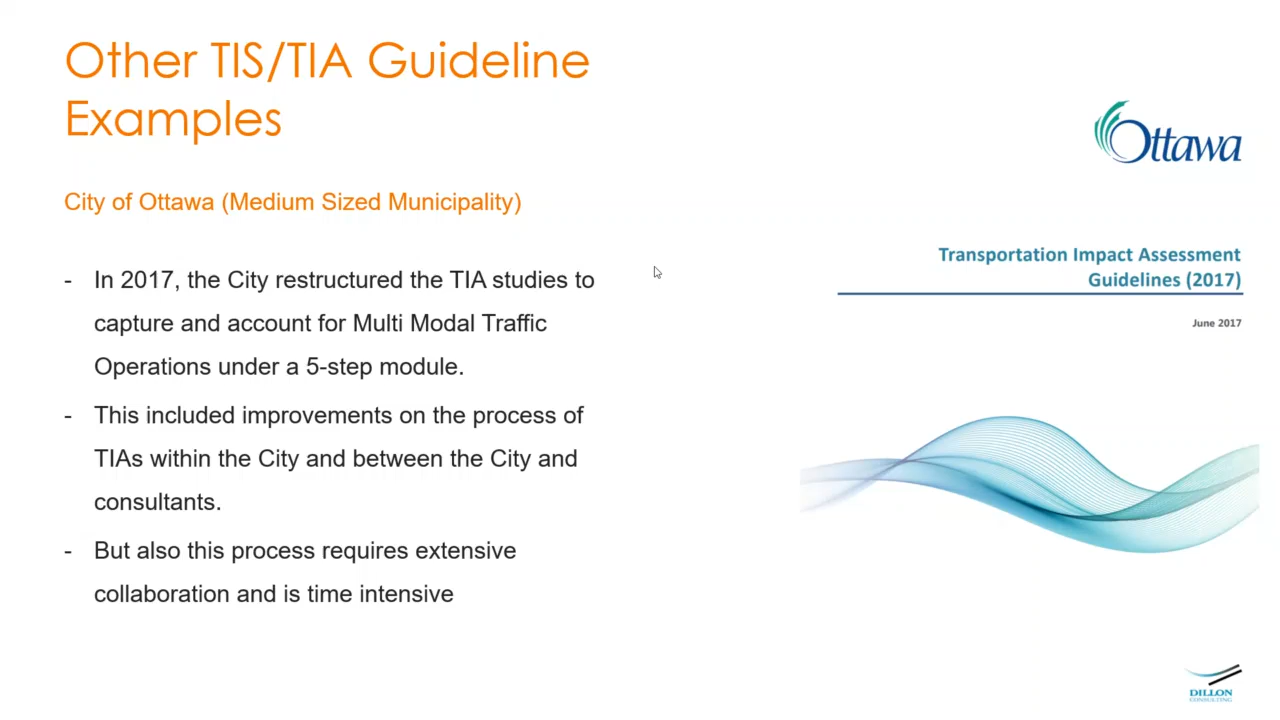 Other TIS/TIA Guideline
Examples
City of Ottawa (Medium Sized Municipality)
- In 2017, the City restructured the TIA studies to
capture and account for Multi Modal Traffic
Operations under a 5-step module.
- This included improvements on the process of
TIAs within the City and between the City and
consultants.
- But also this process requires extensive
collaboration and is time intensive
Ottawa
Transportation Impact Assessment
Guidelines (2017)
June 2017
DILLON
CONSULTING